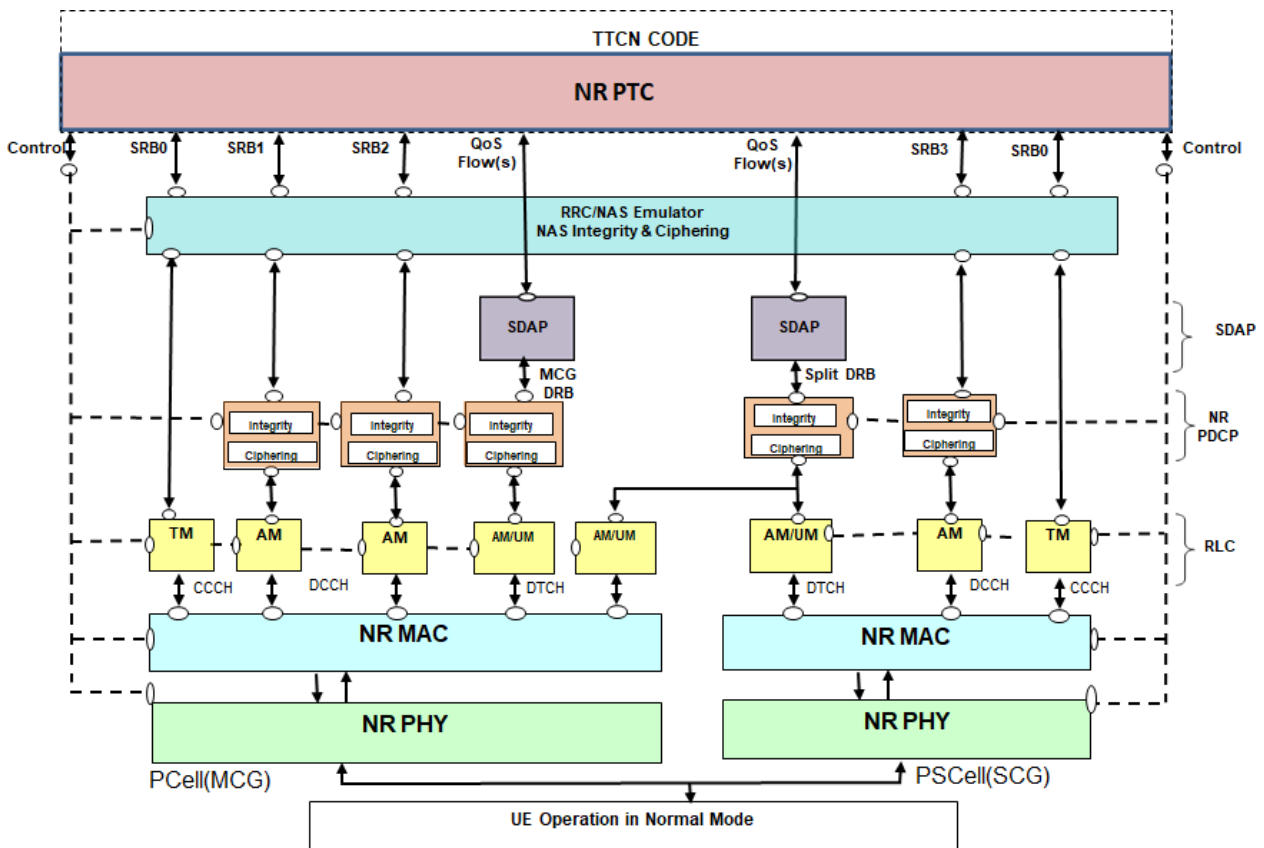 TTCN CODE
NR PTC
Control
SRB0
SRB1
SRB2
QoS
Flow(s)
QoS
Flow(s)
SRB3
SRB0
Control
RRC/NAS Emulator
NAS Integrity & Ciphering
SDAP
SDAP
SDAP
MCG
DRB
Split DRB
Integrity
Ciphering
Integrity
Ciphering
Integrity
Ciphering
Integrity
Ciphering
Integrity
Ciphering
NR
PDCP
TM
AM
AM
AM/UM
AM/UM
AM/UM
AM
TM
RLC
CCCH
DCCH
DTCH
DTCH
DCCH
CCCH
NR MAC
NR MAC
NR PHY
NR PHY
PCell(MCG)
PSCell(SCG)
UE Operation in Normal Mode